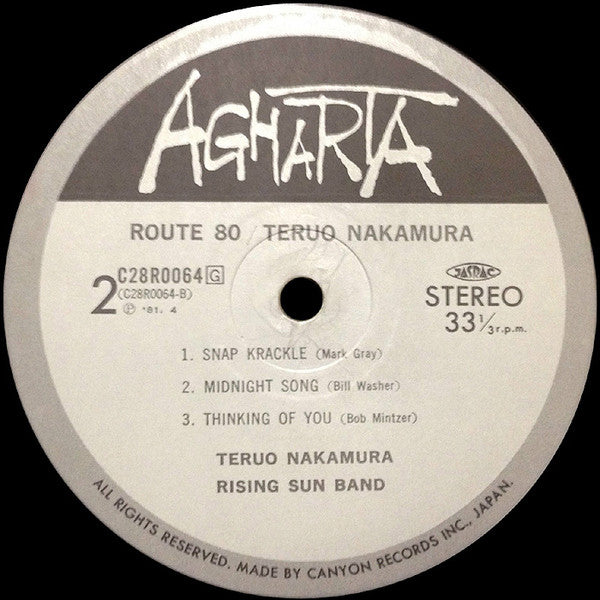 AGHARTA
ROUTE 80 / TERUO NAKAMURA
2 C28R0064 G
(C28R0064-B)
Ⓟ '81. 4
JASRAC
STEREO
33⅓ r.p.m.
1. SNAP KRACKLE (Mark Gray)
2. MIDNIGHT SONG (Bill Washer)
3. THINKING OF YOU (Bob Mintzer)
TERUO NAKAMURA
RISING SUN BAND
ALL RIGHTS RESERVED. MADE BY CANYON RECORDS INC., JAPAN.